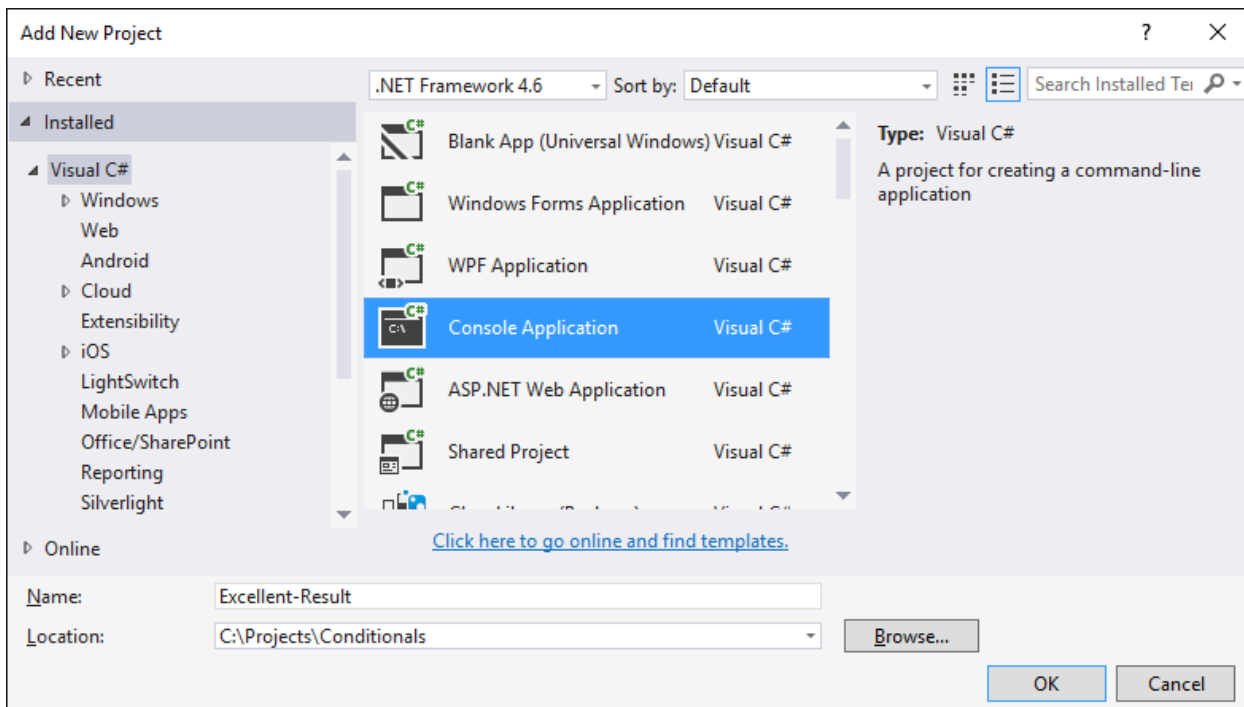 Add New Project
?
Recent
.NET Framework 4.6
Sort by:
Default
Search Installed Tei
Installed
Visual C#
Windows
Web
Android
Cloud
Extensibility
iOS
LightSwitch
Mobile Apps
Office/SharePoint
Reporting
Silverlight
Online
C#
Blank App (Universal Windows) Visual C#
C#
Windows Forms Application Visual C#
C#
WPF Application Visual C#
C#
C:\
Console Application Visual C#
C#
ASP.NET Web Application Visual C#
C#
Shared Project Visual C#
Click here to go online and find templates.
Type: Visual C#
A project for creating a command-line
application
Name:
Excellent-Result
Location:
C:\Projects\Conditionals
Browse...
OK
Cancel